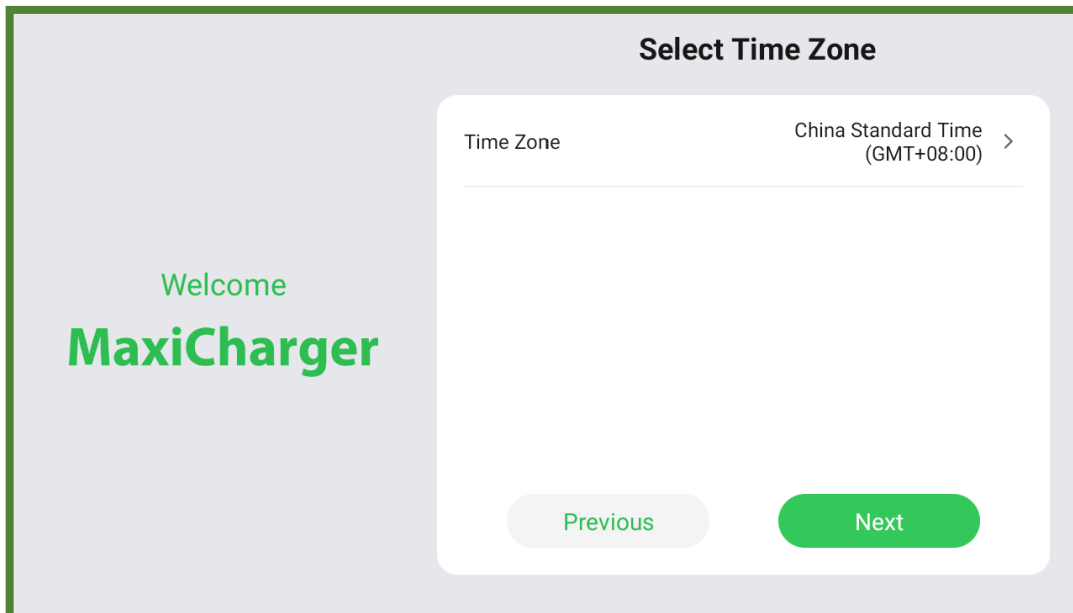 Select Time Zone
Time Zone
China Standard Time
(GMT+08:00)
Welcome
MaxiCharger
Previous
Next